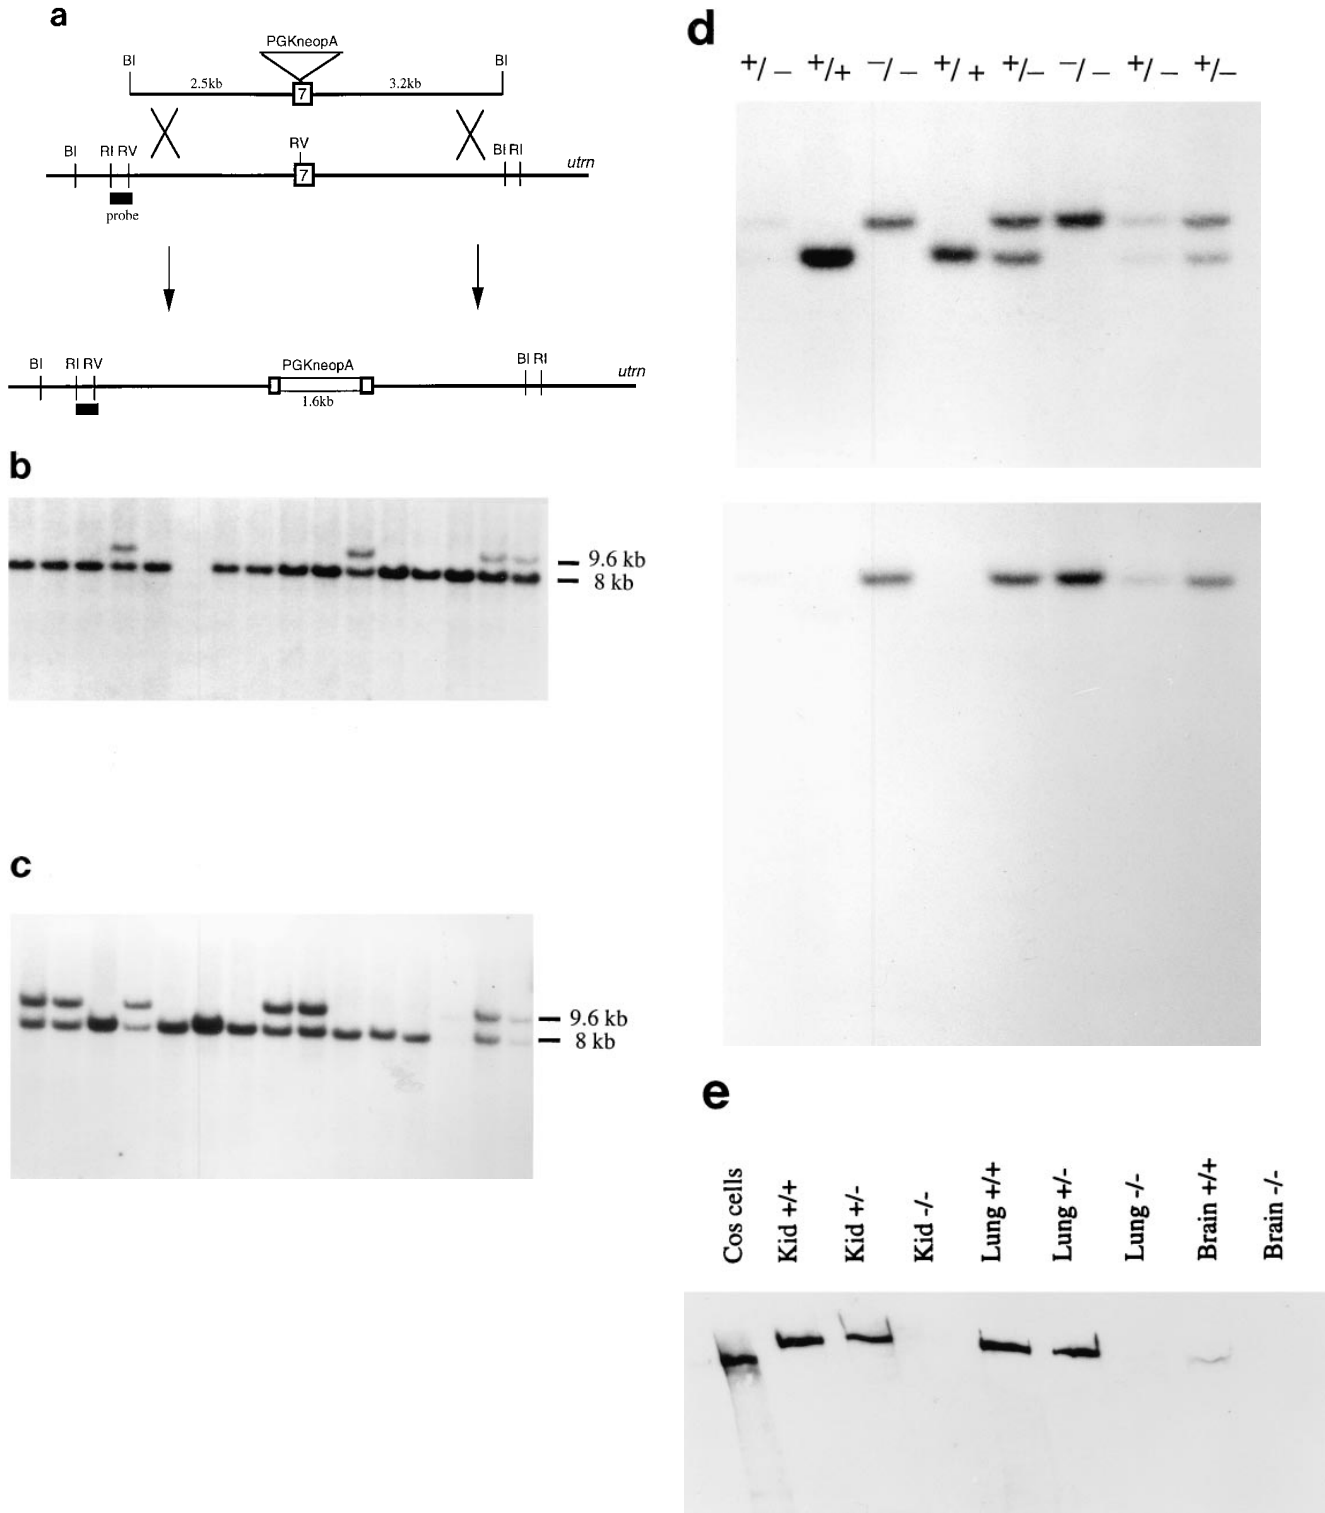 a
PGKneopA
BI
BI
2.5kb
3.2kb
7
BI
RI RV
RV
BI RI
utrn
7
probe
BI
RI RV
PGKneopA
BI RI
utrn
1.6kb
b
9.6 kb
8 kb
c
9.6 kb
8 kb
d
+/- +/+ -/- +/+ +/- -/- +/- +/-
e
Cos cells
Kid +/+
Kid +/-
Kid -/-
Lung +/+
Lung +/-
Lung -/-
Brain +/+
Brain -/-